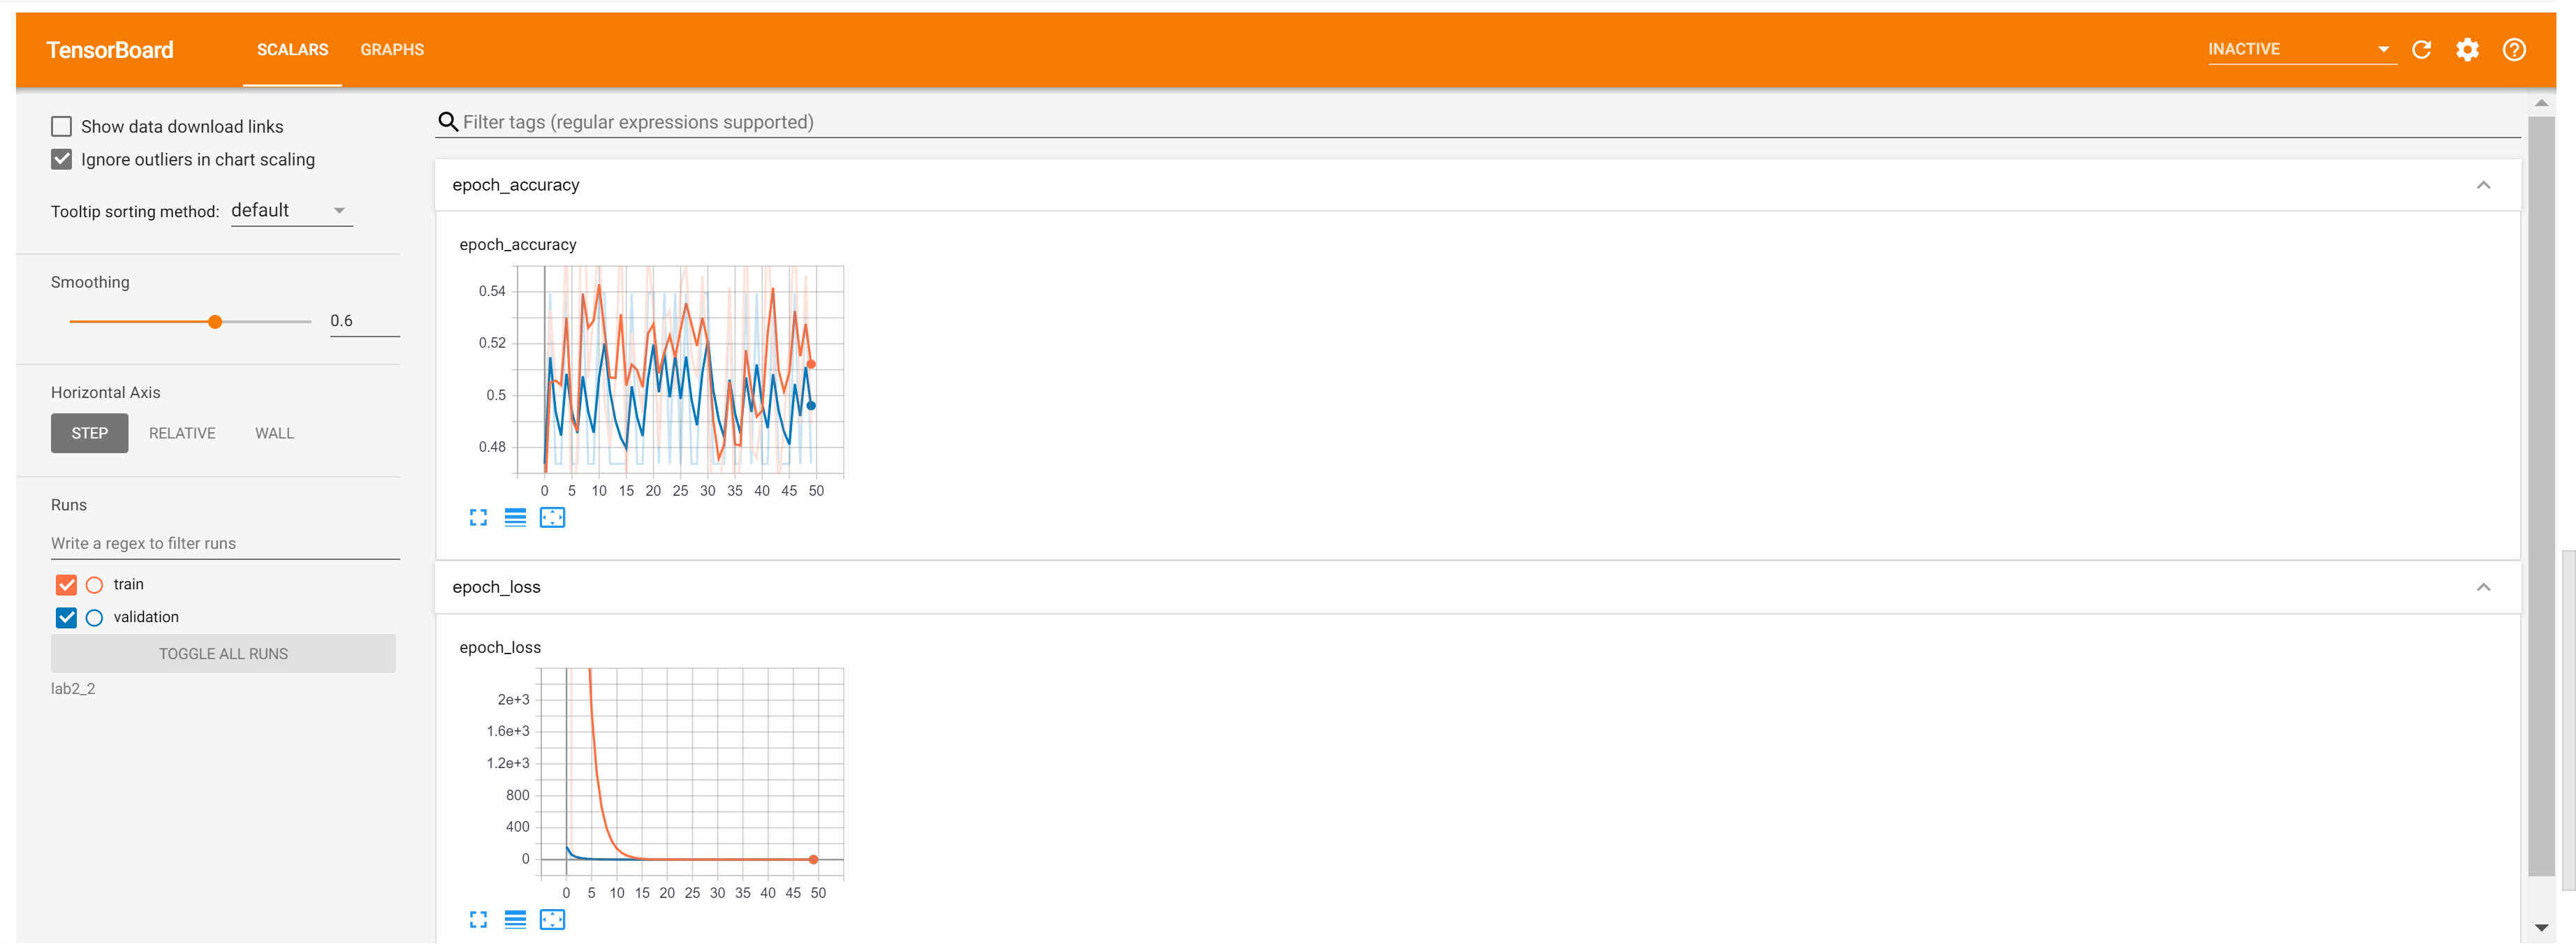 TensorBoard SCALARS GRAPHS INACTIVE
Show data download links
Ignore outliers in chart scaling
Tooltip sorting method: default
Smoothing
0.6
Horizontal Axis
STEP RELATIVE WALL
Runs
Write a regex to filter runs
train
validation
TOGGLE ALL RUNS
lab2_2
Filter tags (regular expressions supported)
epoch_accuracy
epoch_accuracy
0.54
0.52
0.5
0.48
0 5 10 15 20 25 30 35 40 45 50
epoch_loss
epoch_loss
2e+3
1.6e+3
1.2e+3
800
400
0
0 5 10 15 20 25 30 35 40 45 50